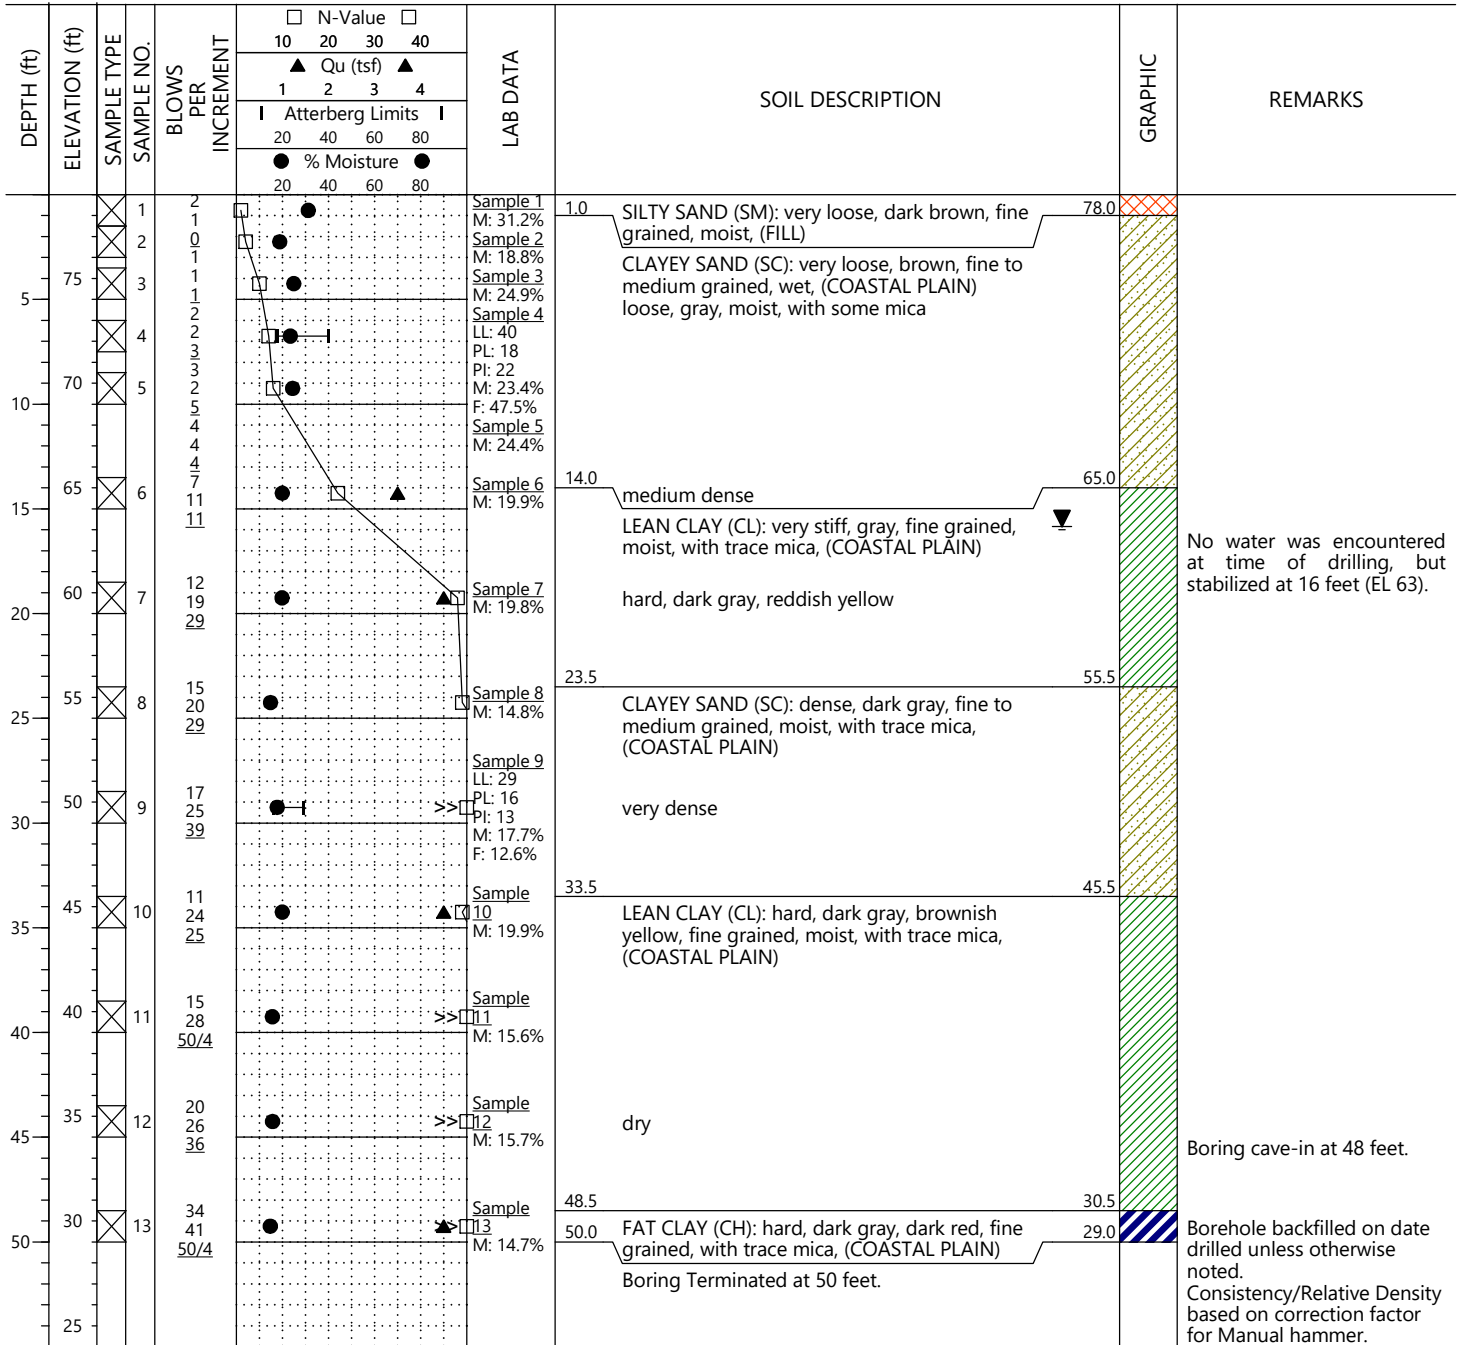 DEPTH (ft)
ELEVATION (ft)
SAMPLE TYPE
SAMPLE NO.
BLOWS
PER
INCREMENT
N-Value
10 20 30 40
Qu (tsf)
1 2 3 4
Atterberg Limits
20 40 60 80
% Moisture
20 40 60 80
LAB DATA
SOIL DESCRIPTION
GRAPHIC
REMARKS
5
10
15
20
25
30
35
40
45
50
75
70
65
60
55
50
45
40
35
30
25
1
2
3
4
5
6
7
8
9
10
11
12
13
2
1
0
1
1
1
2
2
3
3
2
5
4
4
4
7
11
11
12
19
29
15
20
29
17
25
39
11
24
25
15
28
50/4
20
26
36
34
41
50/4
>>
>>
>>
>>
Sample 1
M: 31.2%
Sample 2
M: 18.8%
Sample 3
M: 24.9%
Sample 4
LL: 40
PL: 18
PI: 22
M: 23.4%
F: 47.5%
Sample 5
M: 24.4%
Sample 6
M: 19.9%
Sample 7
M: 19.8%
Sample 8
M: 14.8%
Sample 9
LL: 29
PL: 16
PI: 13
M: 17.7%
F: 12.6%
Sample
10
M: 19.9%
Sample
11
M: 15.6%
Sample
12
M: 15.7%
Sample
13
M: 14.7%
1.0 SILTY SAND (SM): very loose, dark brown, fine 78.0
grained, moist, (FILL)
CLAYEY SAND (SC): very loose, brown, fine to
medium grained, wet, (COASTAL PLAIN)
loose, gray, moist, with some mica
14.0 65.0
medium dense
LEAN CLAY (CL): very stiff, gray, fine grained,
moist, with trace mica, (COASTAL PLAIN)
hard, dark gray, reddish yellow
23.5 55.5
CLAYEY SAND (SC): dense, dark gray, fine to
medium grained, moist, with trace mica,
(COASTAL PLAIN)
very dense
33.5 45.5
LEAN CLAY (CL): hard, dark gray, brownish
yellow, fine grained, moist, with trace mica,
(COASTAL PLAIN)
dry
48.5 30.5
50.0 FAT CLAY (CH): hard, dark gray, dark red, fine 29.0
grained, with trace mica, (COASTAL PLAIN)
Boring Terminated at 50 feet.
No water was encountered
at time of drilling, but
stabilized at 16 feet (EL 63).
Boring cave-in at 48 feet.
Borehole backfilled on date
drilled unless otherwise
noted.
Consistency/Relative Density
based on correction factor
for Manual hammer.